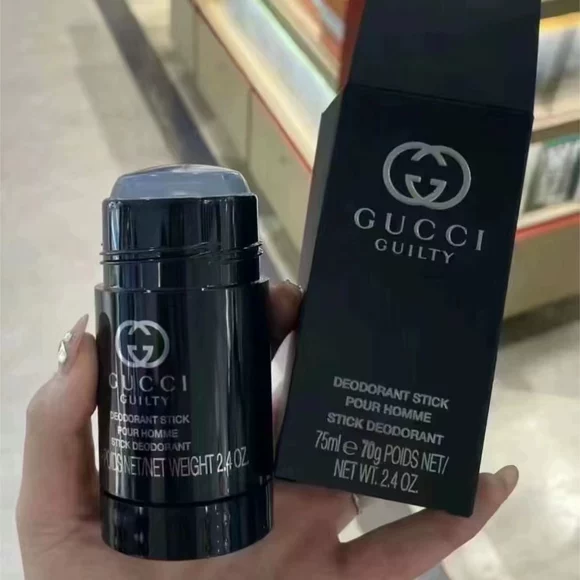 GUCCI
GUILTY
DEODORANT STICK
POUR HOMME
STICK DEODORANT
POIDS NET/NET WEIGHT 2.4 OZ.
GUCCI
GUILTY
DEODORANT STICK
POUR HOMME
STICK DEODORANT
75ml e 70g POIDS NET/
NET WT. 2.4 OZ.